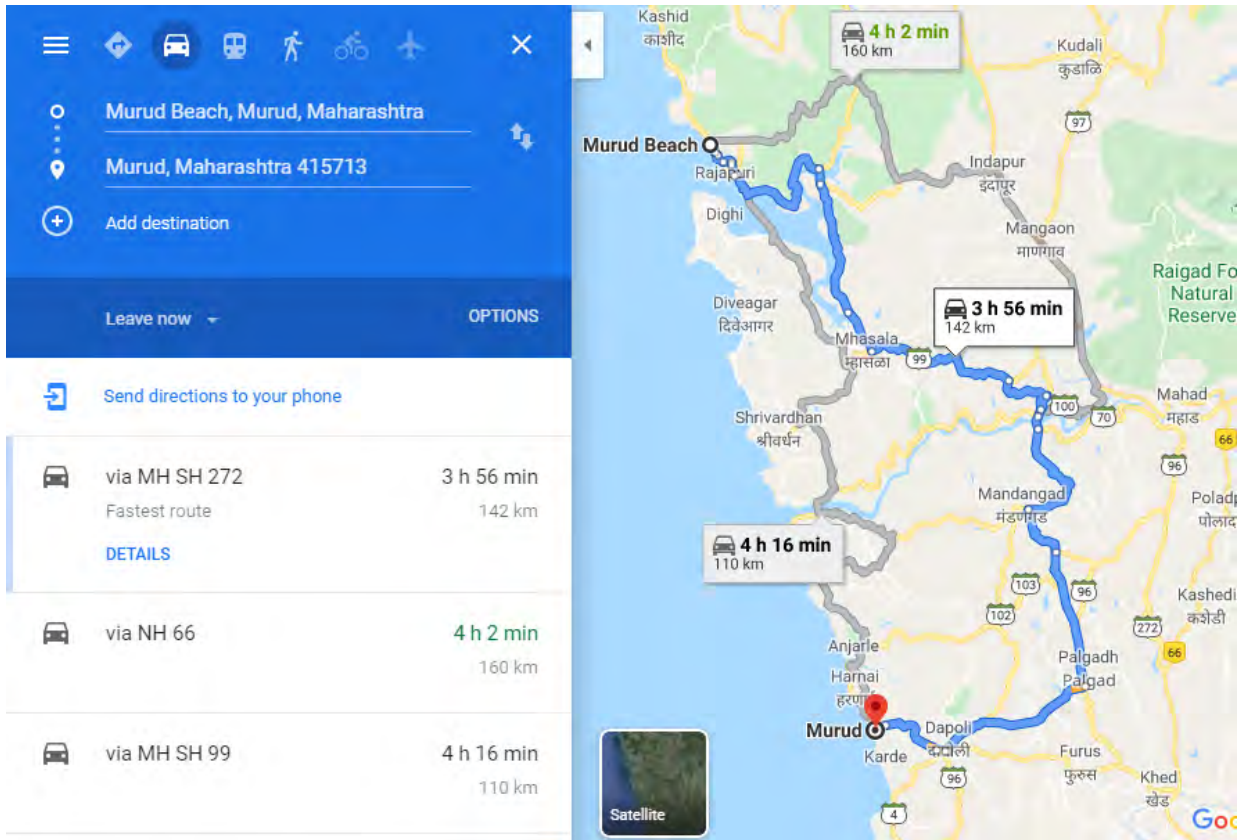 Murud Beach, Murud, Maharashtra
Murud, Maharashtra 415713
Add destination
Leave now
OPTIONS
Send directions to your phone
via MH SH 272
3 h 56 min
Fastest route
142 km
DETAILS
via NH 66
4 h 2 min
160 km
via MH SH 99
4 h 16 min
110 km
Kashid
काशीद
4 h 2 min
160 km
Kudali
कुडाळि
97
Murud Beach
Rajapuri
Indapur
इंदापूर
Dighi
Mangaon
माणगाव
Raigad Fo
Natural
Reserve
Diveagar
दिवेआगर
3 h 56 min
142 km
Mhasala
म्हासळा
99
Shrivardhan
श्रीवर्धन
100
70
Mahad
महाड
66
96
Mandangad
मंडणगड
Poladp
पोलाद
4 h 16 min
110 km
103
96
Kashedi
कशेडी
102
272
66
Anjarle
Harnai
Palgadh
Palgad
Murud
Dapoli
दापोली
Karde
96
Furus
फुरुस
Khed
खेड
4
Satellite
Goo